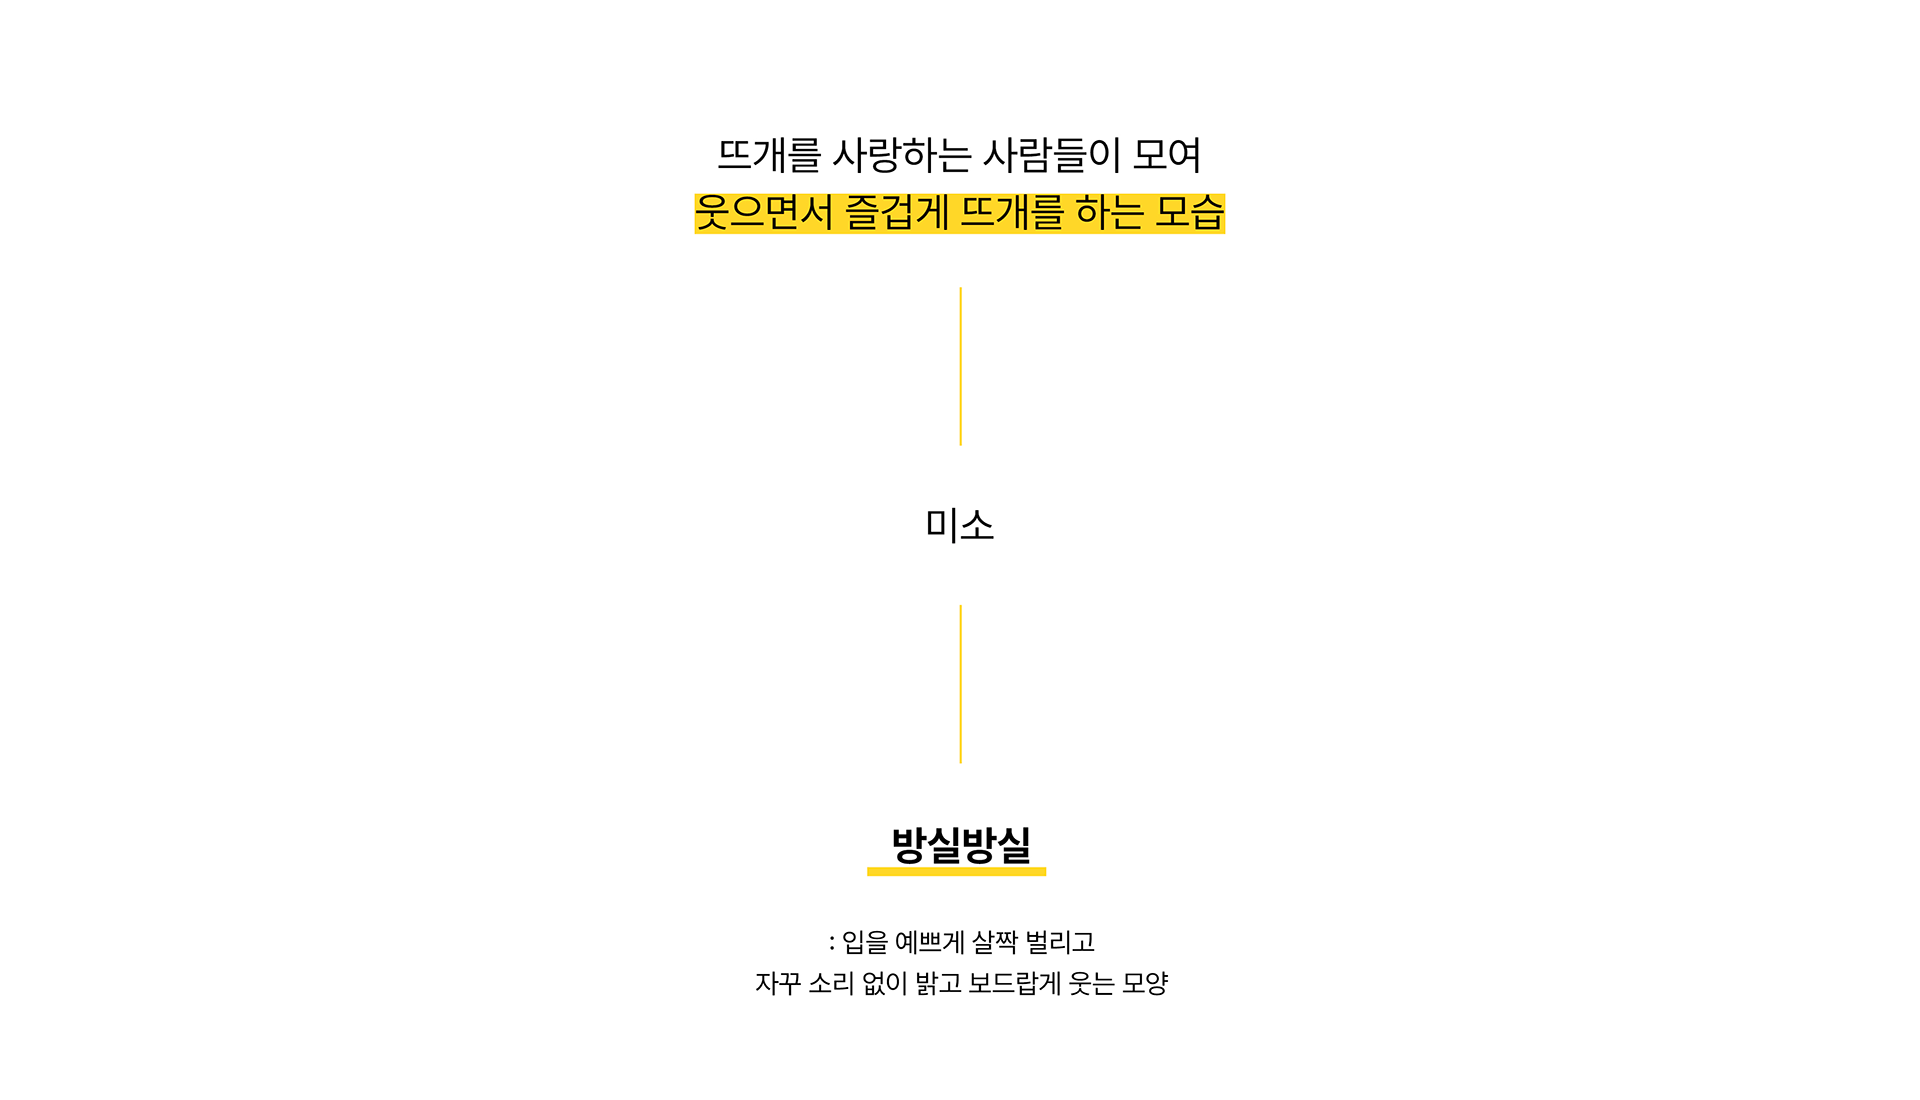 뜨개를 사랑하는 사람들이 모여
웃으면서 즐겁게 뜨개를 하는 모습
미소
방실방실
: 입을 예쁘게 살짝 벌리고
자꾸 소리 없이 밝고 보드랍게 웃는 모양